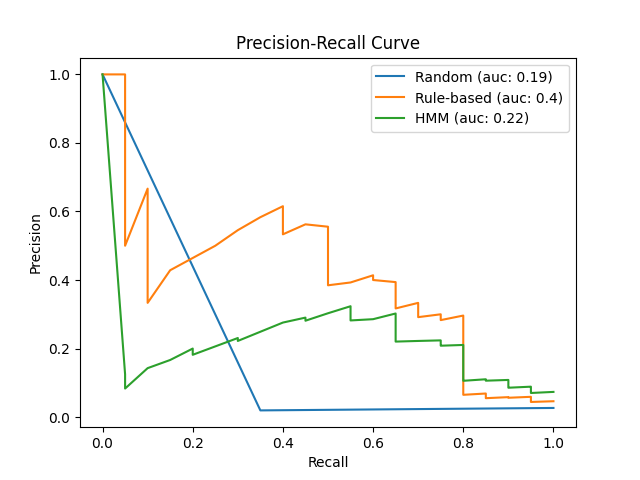 Precision-Recall Curve
Random (auc: 0.19)
Rule-based (auc: 0.4)
HMM (auc: 0.22)
Precision
1.0
0.8
0.6
0.4
0.2
0.0
0.0 0.2 0.4 0.6 0.8 1.0
Recall